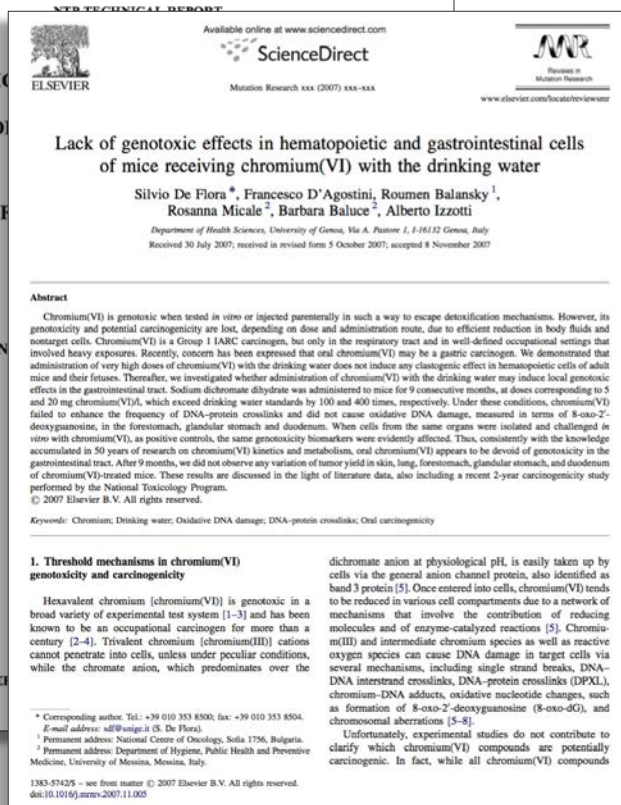 NTP TECHNICAL REPORT
ELSEVIER
Available online at www.sciencedirect.com
ScienceDirect
Mutation Research xxx (2007) xxx–xxx
Reviews in
Mutation Research
www.elsevier.com/locate/reviewsmr
Lack of genotoxic effects in hematopoietic and gastrointestinal cells
of mice receiving chromium(VI) with the drinking water
Silvio De Flora *, Francesco D'Agostini, Roumen Balansky 1,
Rosanna Micale 2, Barbara Baluce 2, Alberto Izzotti
Department of Health Sciences, University of Genoa, Via A. Pastore 1, I-16132 Genoa, Italy
Received 30 July 2007; received in revised form 5 October 2007; accepted 8 November 2007
Abstract
Chromium(VI) is genotoxic when tested in vitro or injected parenterally in such a way to escape detoxification mechanisms. However, its
genotoxicity and potential carcinogenicity are lost, depending on dose and administration route, due to efficient reduction in body fluids and
nontarget cells. Chromium(VI) is a Group 1 IARC carcinogen, but only in the respiratory tract and in well-defined occupational settings that
involved heavy exposures. Recently, concern has been expressed that oral chromium(VI) may be a gastric carcinogen. We demonstrated that
administration of very high doses of chromium(VI) with the drinking water does not induce any clastogenic effect in hematopoietic cells of adult
mice and their fetuses. Thereafter, we investigated whether administration of chromium(VI) with the drinking water may induce local genotoxic
effects in the gastrointestinal tract. Sodium dichromate dihydrate was administered to mice for 9 consecutive months, at doses corresponding to 5
and 20 mg chromium(VI)/l, which exceed drinking water standards by 100 and 400 times, respectively. Under these conditions, chromium(VI)
failed to enhance the frequency of DNA–protein crosslinks and did not cause oxidative DNA damage, measured in terms of 8-oxo-2′-
deoxyguanosine, in the forestomach, glandular stomach and duodenum. When cells from the same organs were isolated and challenged in
vitro with chromium(VI), as positive controls, the same genotoxicity biomarkers were evidently affected. Thus, consistently with the knowledge
accumulated in 50 years of research on chromium(VI) kinetics and metabolism, oral chromium(VI) appears to be devoid of genotoxicity in the
gastrointestinal tract. After 9 months, we did not observe any variation of tumor yield in skin, lung, forestomach, glandular stomach, and duodenum
of chromium(VI)-treated mice. These results are discussed in the light of literature data, also including a recent 2-year carcinogenicity study
performed by the National Toxicology Program.
© 2007 Elsevier B.V. All rights reserved.
Keywords: Chromium; Drinking water; Oxidative DNA damage; DNA–protein crosslinks; Oral carcinogenicity
1. Threshold mechanisms in chromium(VI)
genotoxicity and carcinogenicity
Hexavalent chromium [chromium(VI)] is genotoxic in a
broad variety of experimental test system [1–3] and has been
known to be an occupational carcinogen for more than a
century [2–4]. Trivalent chromium [chromium(III)] cations
cannot penetrate into cells, unless under peculiar conditions,
while the chromate anion, which predominates over the
* Corresponding author. Tel.: +39 010 353 8500; fax: +39 010 353 8504.
E-mail address: sdf@unige.it (S. De Flora).
1 Permanent address: National Centre of Oncology, Sofia 1756, Bulgaria.
2 Permanent address: Department of Hygiene, Public Health and Preventive
Medicine, University of Messina, Messina, Italy.
1383-5742/$ – see front matter © 2007 Elsevier B.V. All rights reserved.
doi:10.1016/j.mrrev.2007.11.005
dichromate anion at physiological pH, is easily taken up by
cells via the general anion channel protein, also identified as
band 3 protein [5]. Once entered into cells, chromium(VI) tends
to be reduced in various cell compartments due to a network of
mechanisms that involve the contribution of reducing
molecules and of enzyme-catalyzed reactions [5]. Chromiu-
m(III) and intermediate chromium species as well as reactive
oxygen species can cause DNA damage in target cells via
several mechanisms, including single strand breaks, DNA–
DNA interstrand crosslinks, DNA–protein crosslinks (DPXL),
chromium–DNA adducts, oxidative nucleotide changes, such
as formation of 8-oxo-2′-deoxyguanosine (8-oxo-dG), and
chromosomal aberrations [5–8].
Unfortunately, experimental studies do not contribute to
clarify which chromium(VI) compounds are potentially
carcinogenic. In fact, while all chromium(VI) compounds